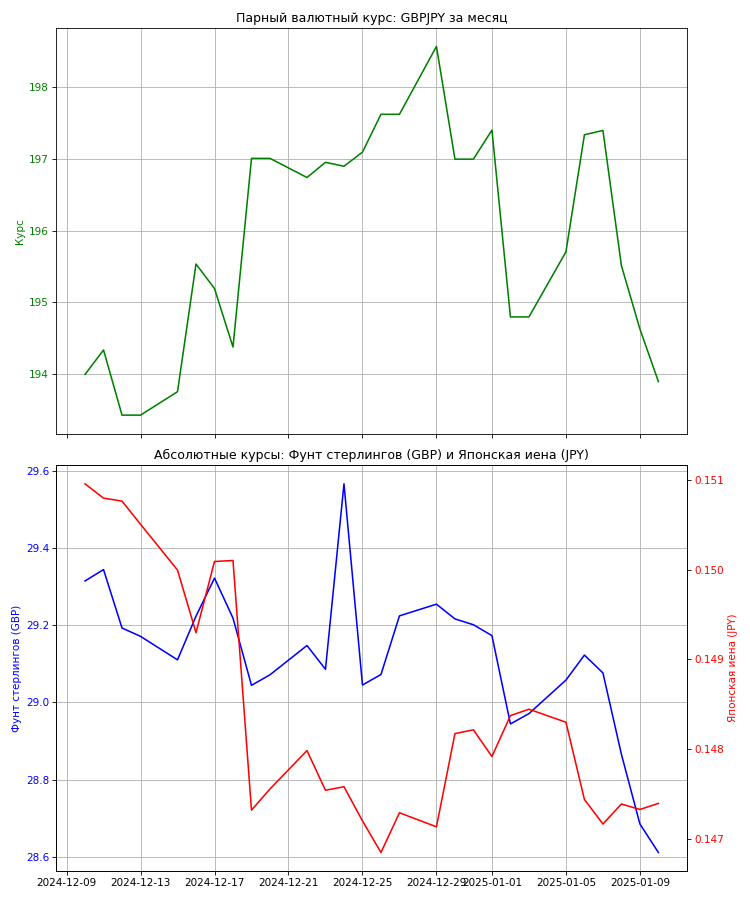 Парный валютный курс: GBPJPY за месяц
198
197
196
195
194
Курс
Абсолютные курсы: Фунт стерлингов (GBP) и Японская иена (JPY)
29.6
29.4
29.2
29.0
28.8
28.6
Фунт стерлингов (GBP)
0.151
0.150
0.149
0.148
0.147
Японская иена (JPY)
2024-12-09 2024-12-13 2024-12-17 2024-12-21 2024-12-25 2024-12-29 2025-01-01 2025-01-05 2025-01-09